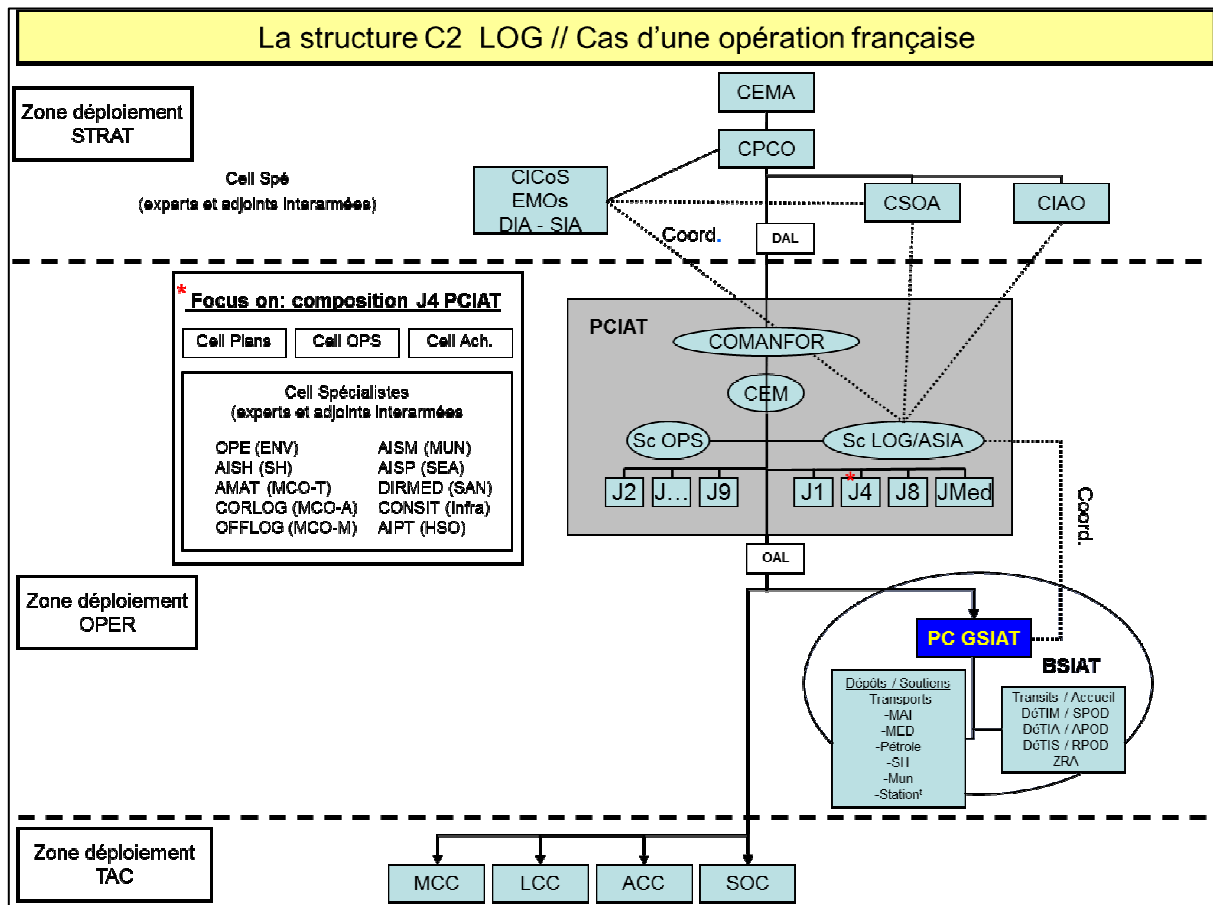 La structure C2 LOG // Cas d'une opération française
Zone déploiement
STRAT
CEMA
CPCO
Cell Spé
(experts et adjoints interarmées)
CICoS
EMOs
DIA - SIA
CSOA
CIAO
Coord.
DAL
* Focus on: composition J4 PCIAT
Cell Plans
Cell OPS
Cell Ach.
Cell Spécialistes
(experts et adjoints interarmées
OPE (ENV)
AISM (MUN)
AISH (SH)
AISP (SEA)
AMAT (MCO-T)
DIRMED (SAN)
CORLOG (MCO-A)
CONSIT (Infra)
OFFLOG (MCO-M)
AIPT (HSO)
PCIAT
COMANFOR
CEM
Sc OPS
Sc LOG/ASIA
J2
J...
J9
J1
*
J4
J8
JMed
Coord.
OAL
Zone déploiement
OPER
PC GSIAT
BSIAT
Dépôts / Soutiens
Transports
-MAI
-MED
-Pétrole
-SH
-Mun
-Stationt
Transits / Accueil
DéTIM / SPOD
DéTIA / APOD
DéTIS / RPOD
ZRA
Zone déploiement
TAC
MCC
LCC
ACC
SOC